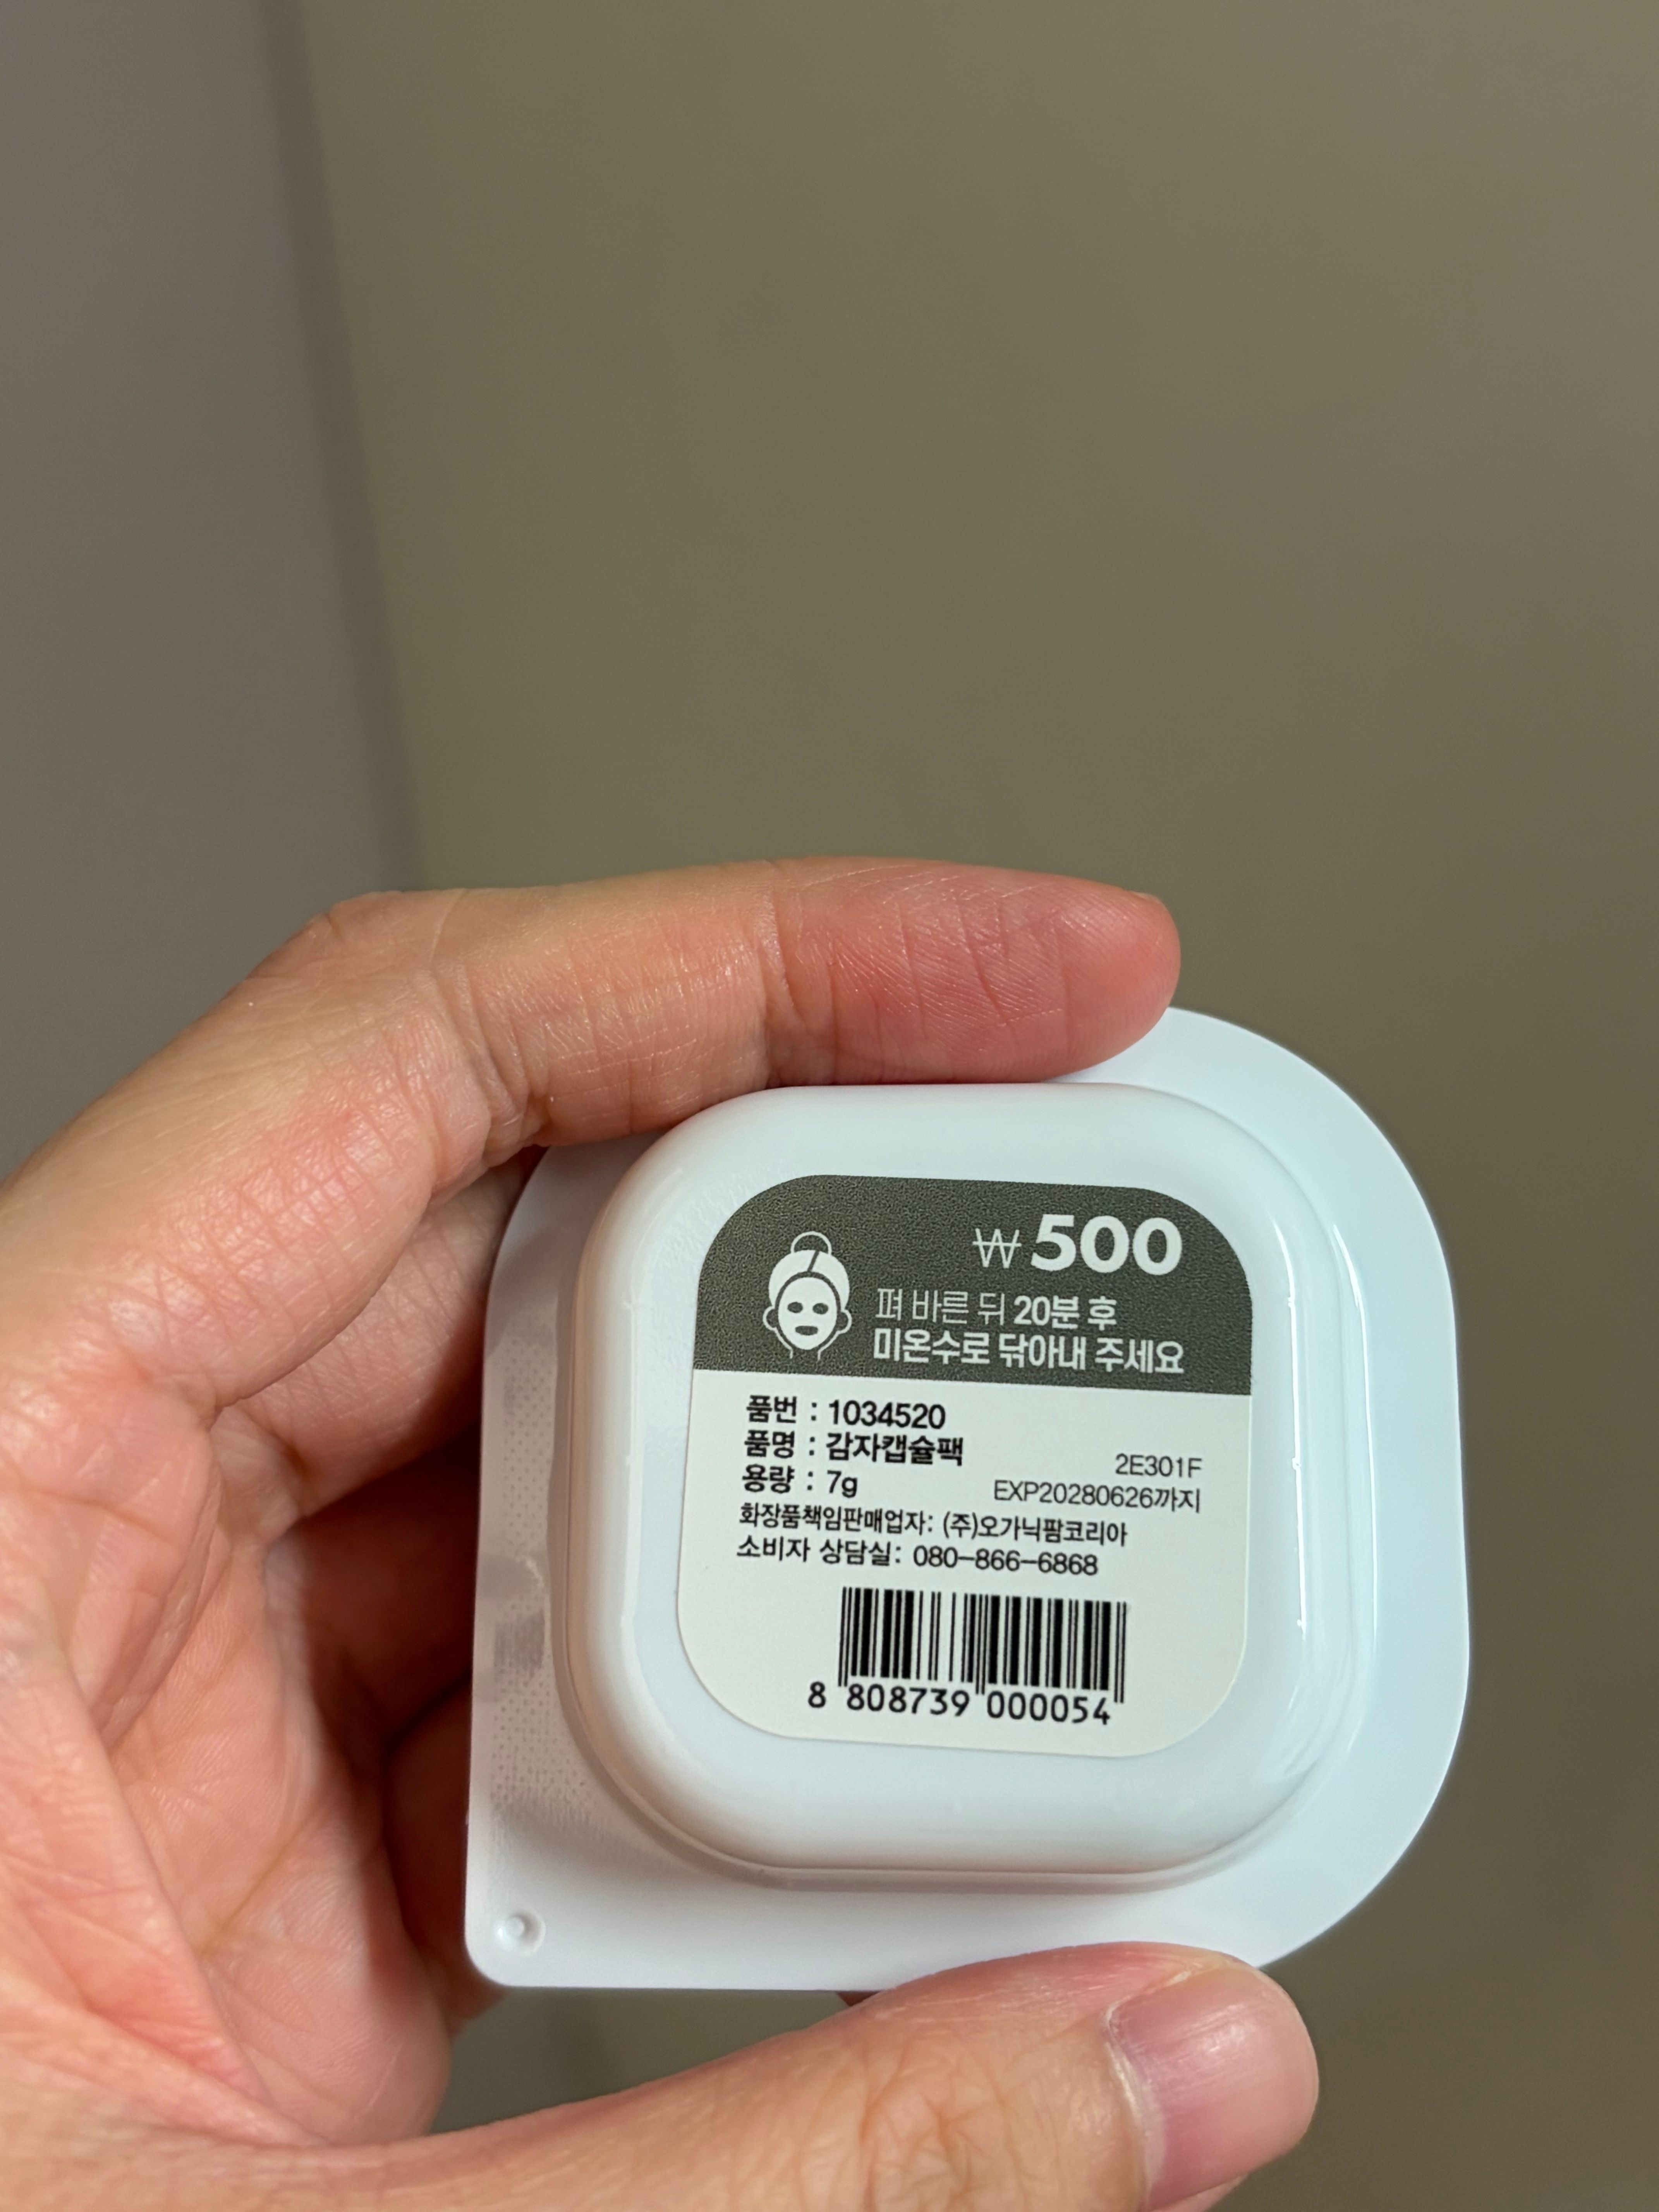 ₩500
펴 바른 뒤 20분 후
미온수로 닦아내 주세요
품번 : 1034520
품명 : 감자캡슐팩
용량 : 7g
2E301F
EXP20280626까지
화장품책임판매업자: (주)오가닉팜코리아
소비자 상담실: 080-866-6868
8 808739 000054